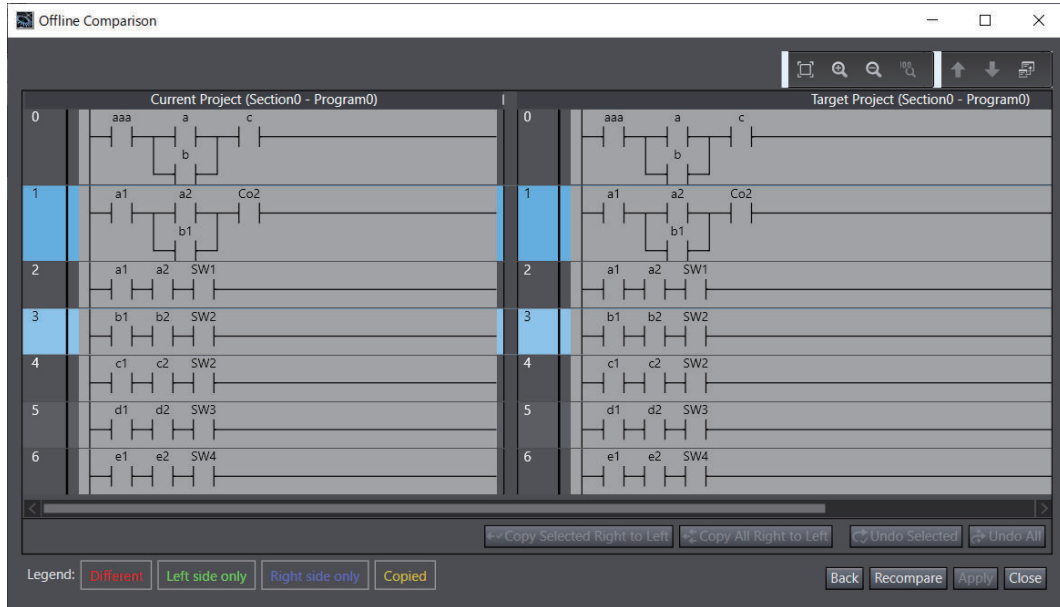 Offline Comparison
Current Project (Section0 - Program0)
Target Project (Section0 - Program0)
0 aaa a c
b
0 aaa a c
b
1 a1 a2 Co2
b1
1 a1 a2 Co2
b1
2 a1 a2 SW1
2 a1 a2 SW1
3 b1 b2 SW2
3 b1 b2 SW2
4 c1 c2 SW2
4 c1 c2 SW2
5 d1 d2 SW3
5 d1 d2 SW3
6 e1 e2 SW4
6 e1 e2 SW4
Copy Selected Right to Left Copy All Right to Left Undo Selected Undo All
Legend: Different Left side only Right side only Copied Back Recompare Apply Close